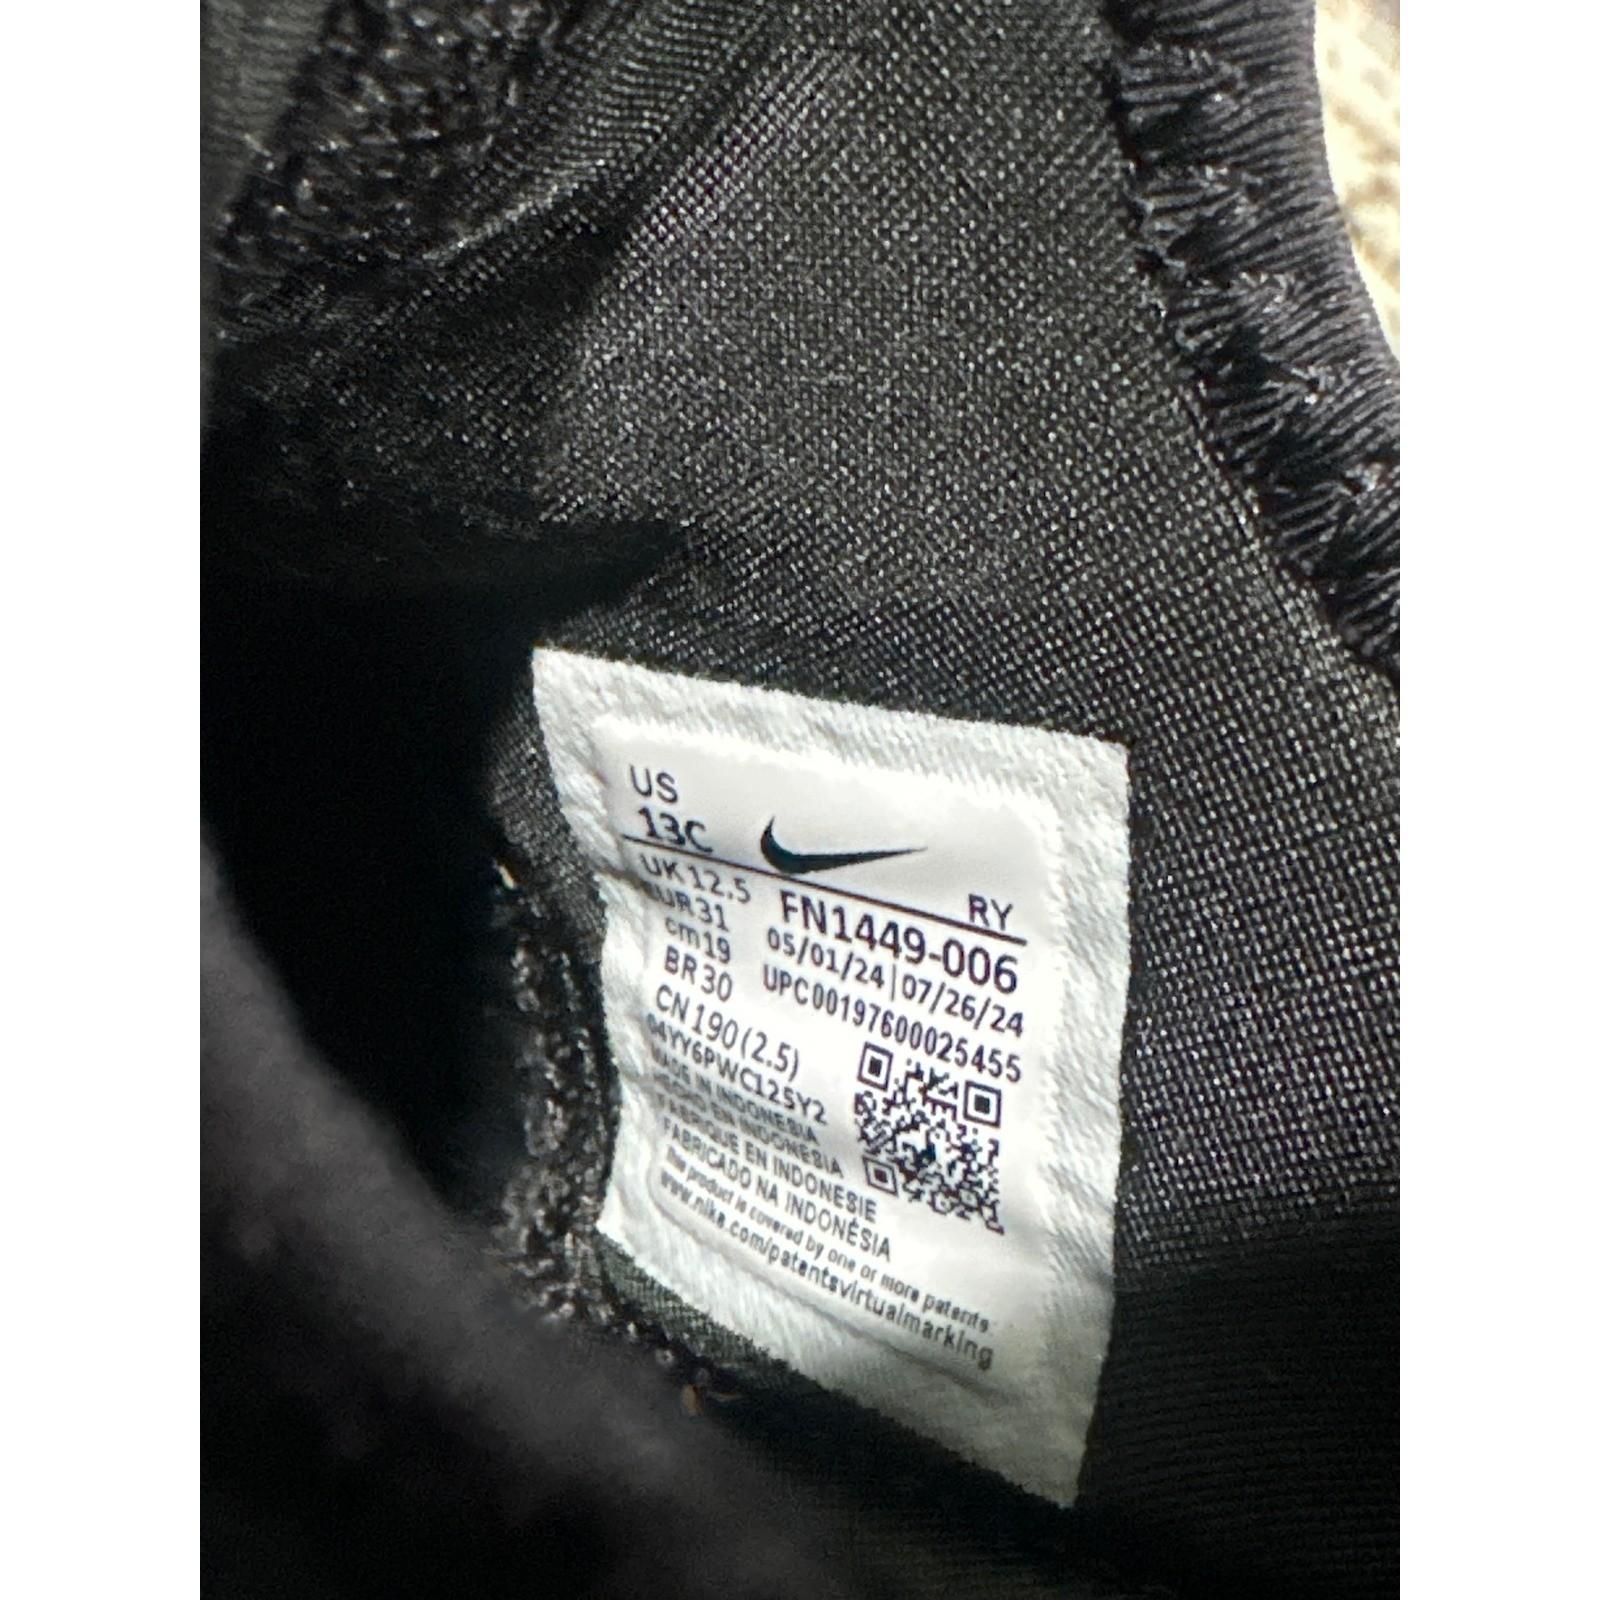 US
13C
RY
UK 12.5
EUR 31
cm 19
BR 30
CN 190 (2.5)
FN1449-006
05/01/24 | 07/26/24
UPC00197600025455
04YY6PWC125Y2
MADE IN INDONESIA
HECHO EN INDONESIA
FABRIQUE EN INDONESIE
FABRICADO NA INDONÉSIA
This product is covered by one or more patents
www.nike.com/patentsvirtualmarking